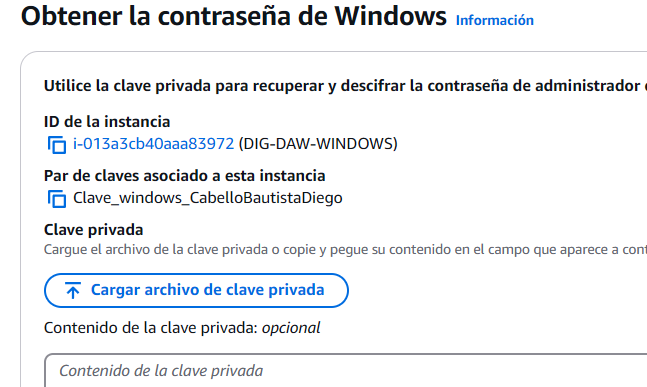 Obtener la contraseña de Windows Información
Utilice la clave privada para recuperar y descifrar la contraseña de administrador
ID de la instancia
i-013a3cb40aaa83972 (DIG-DAW-WINDOWS)
Par de claves asociado a esta instancia
Clave_windows_CabelloBautistaDiego
Clave privada
Cargue el archivo de la clave privada o copie y pegue su contenido en el campo que aparece a
Cargar archivo de clave privada
Contenido de la clave privada: opcional
Contenido de la clave privada